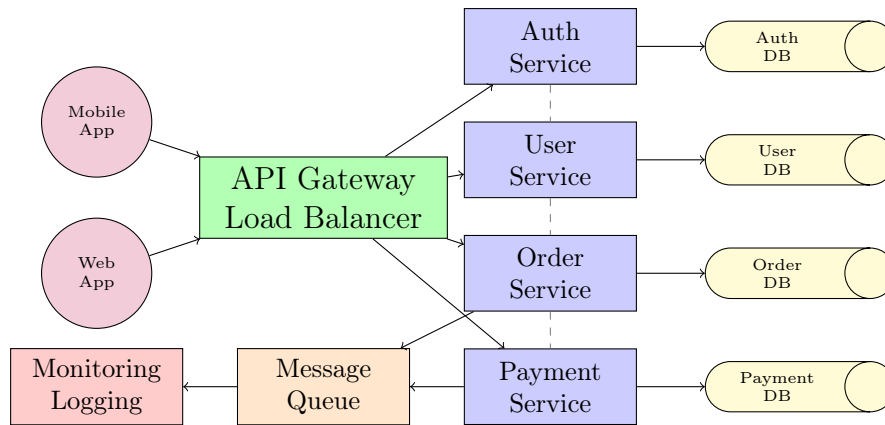 Auth
Service
Auth
DB
Mobile
App
User
Service
User
DB
API Gateway
Load Balancer
Web
App
Order
Service
Order
DB
Monitoring
Logging
Message
Queue
Payment
Service
Payment
DB